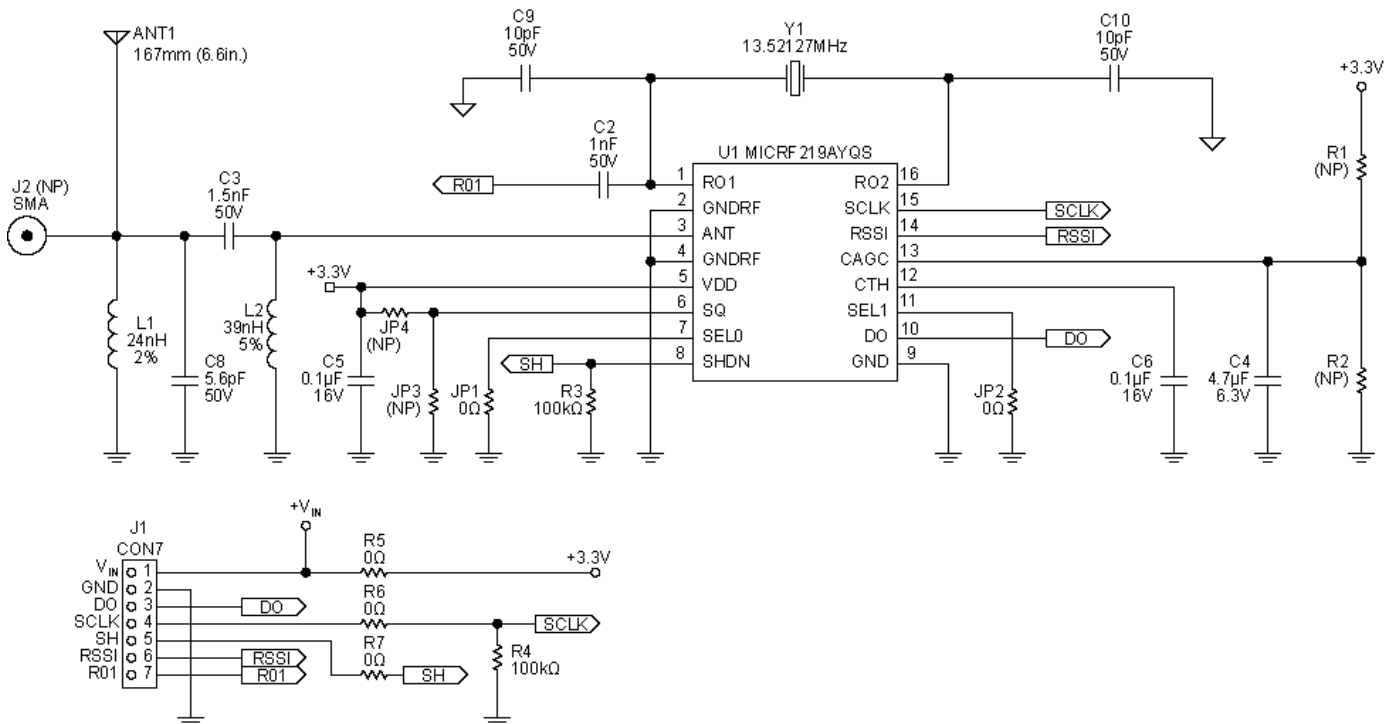 ANT1
167mm (6.6in.)
C9
10pF
50V
Y1
13.52127MHz
C10
10pF
50V
+3.3V
C2
1nF
50V
R01
U1 MICRF219AYQS
1 RO1
2 GNDRF
3 ANT
4 GNDRF
5 VDD
6 SQ
7 SEL0
8 SHDN
RO2 16
SCLK 15
RSSI 14
CAGC 13
CTH 12
SEL1 11
DO 10
GND 9
SCLK
RSSI
DO
R1
(NP)
J2 (NP)
SMA
C3
1.5nF
50V
+3.3V
L1
24nH
2%
C8
5.6pF
50V
L2
39nH
5%
C5
0.1µF
16V
JP4
(NP)
JP3
(NP)
JP1
0Ω
SH
R3
100kΩ
JP2
0Ω
C6
0.1µF
16V
C4
4.7µF
6.3V
R2
(NP)
+VIN
J1
CON7
VIN 1
GND 2
DO 3
SCLK 4
SH 5
RSSI 6
R01 7
R5
0Ω
+3.3V
DO
R6
0Ω
SCLK
R7
0Ω
SH
RSSI
R01
R4
100kΩ